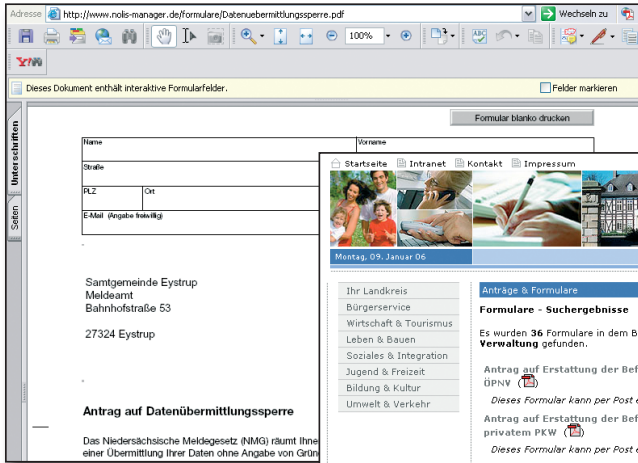 Adresse http://www.nolis-manager.de/formulare/Datenuebermittlungssperre.pdf Wechseln zu
100%
Y!
Dieses Dokument enthält interaktive Formularfelder. Felder markieren
Unterschriften
Seiten
Formular blanko drucken
Name Vorname
Straße
PLZ Ort
E-Mail (Angabe freiwillig)
Samtgemeinde Eystrup
Meldeamt
Bahnhofstraße 53
27324 Eystrup
Antrag auf Datenübermittlungssperre
Das Niedersächsische Meldegesetz (NMG) räumt Ihne
einer Übermittlung Ihrer Daten ohne Angabe von Grün
Startseite Intranet Kontakt Impressum
Montag, 09. Januar 06
Ihr Landkreis
Bürgerservice
Wirtschaft & Tourismus
Leben & Bauen
Soziales & Integration
Jugend & Freizeit
Bildung & Kultur
Umwelt & Verkehr
Anträge & Formulare
Formulare - Suchergebnisse
Es wurden 36 Formulare in dem B
Verwaltung gefunden.
Antrag auf Erstattung der Bef
ÖPNV ( )
Dieses Formular kann per Post e
Antrag auf Erstattung der Bef
privatem PKW ( )
Dieses Formular kann per Post e